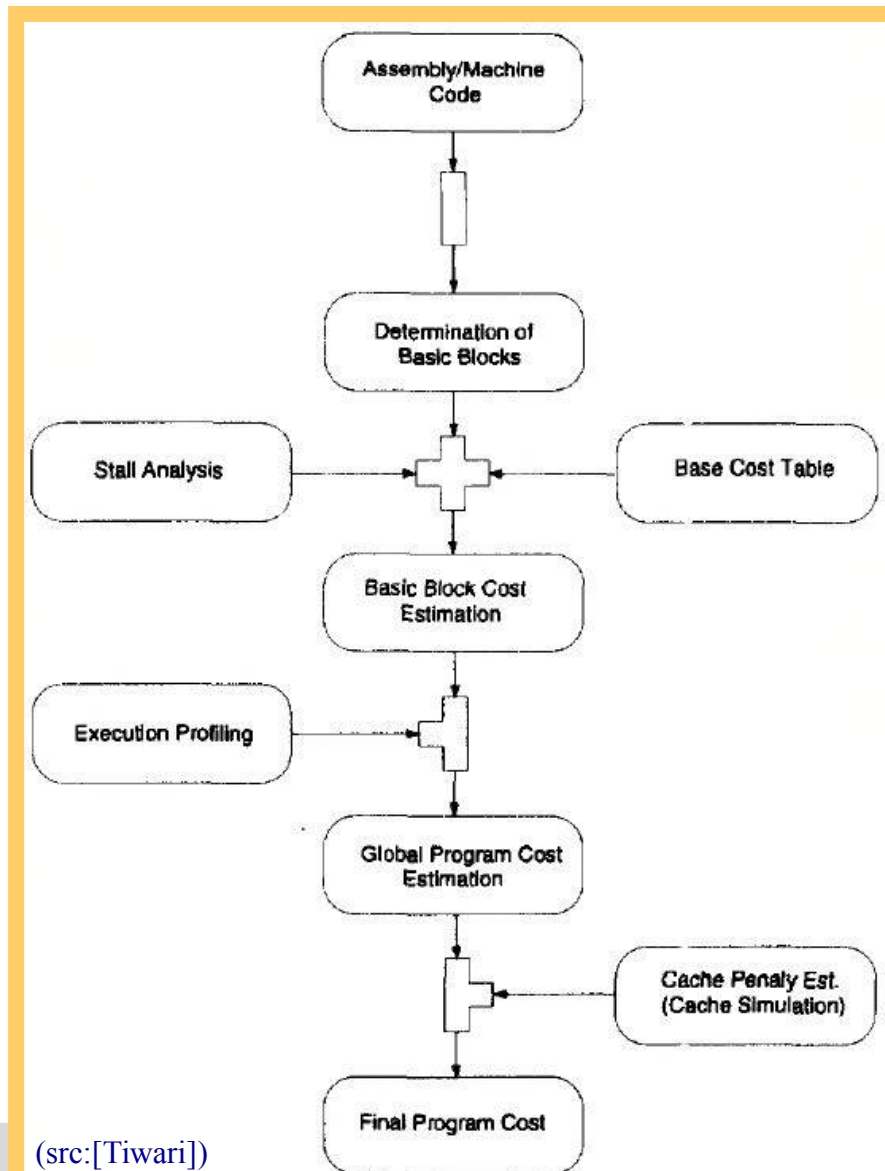 Assembly/Machine
Code
Determination of
Basic Blocks
Stall Analysis
Base Cost Table
Basic Block Cost
Estimation
Execution Profiling
Global Program Cost
Estimation
Cache Penaly Est.
(Cache Simulation)
Final Program Cost
(src:[Tiwari])